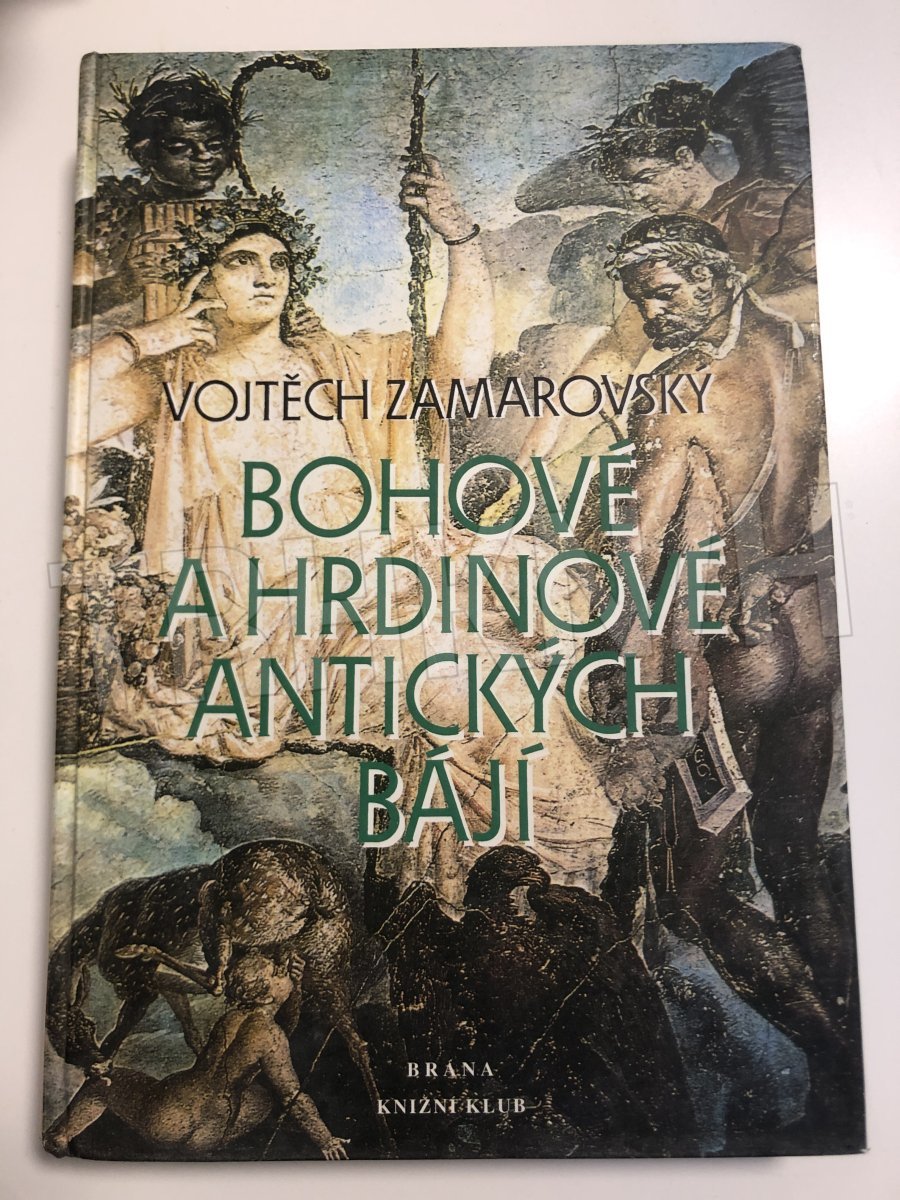 VOJTĚCH ZAMAROVSKÝ
BOHOVÉ
A HRDINOVÉ
ANTICKÝCH
BÁJÍ
BRÁNA
KNIŽNÍ KLUB